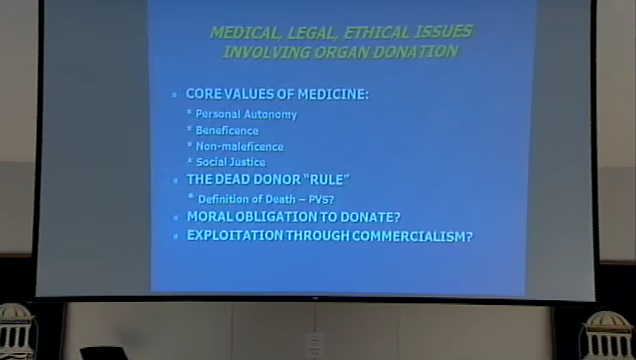 MEDICAL, LEGAL, ETHICAL ISSUES
INVOLVING ORGAN DONATION
CORE VALUES OF MEDICINE:
* Personal Autonomy
* Beneficence
* Non-maleficence
* Social Justice
THE DEAD DONOR "RULE"
* Definition of Death – PVS?
MORAL OBLIGATION TO DONATE?
EXPLOITATION THROUGH COMMERCIALISM?